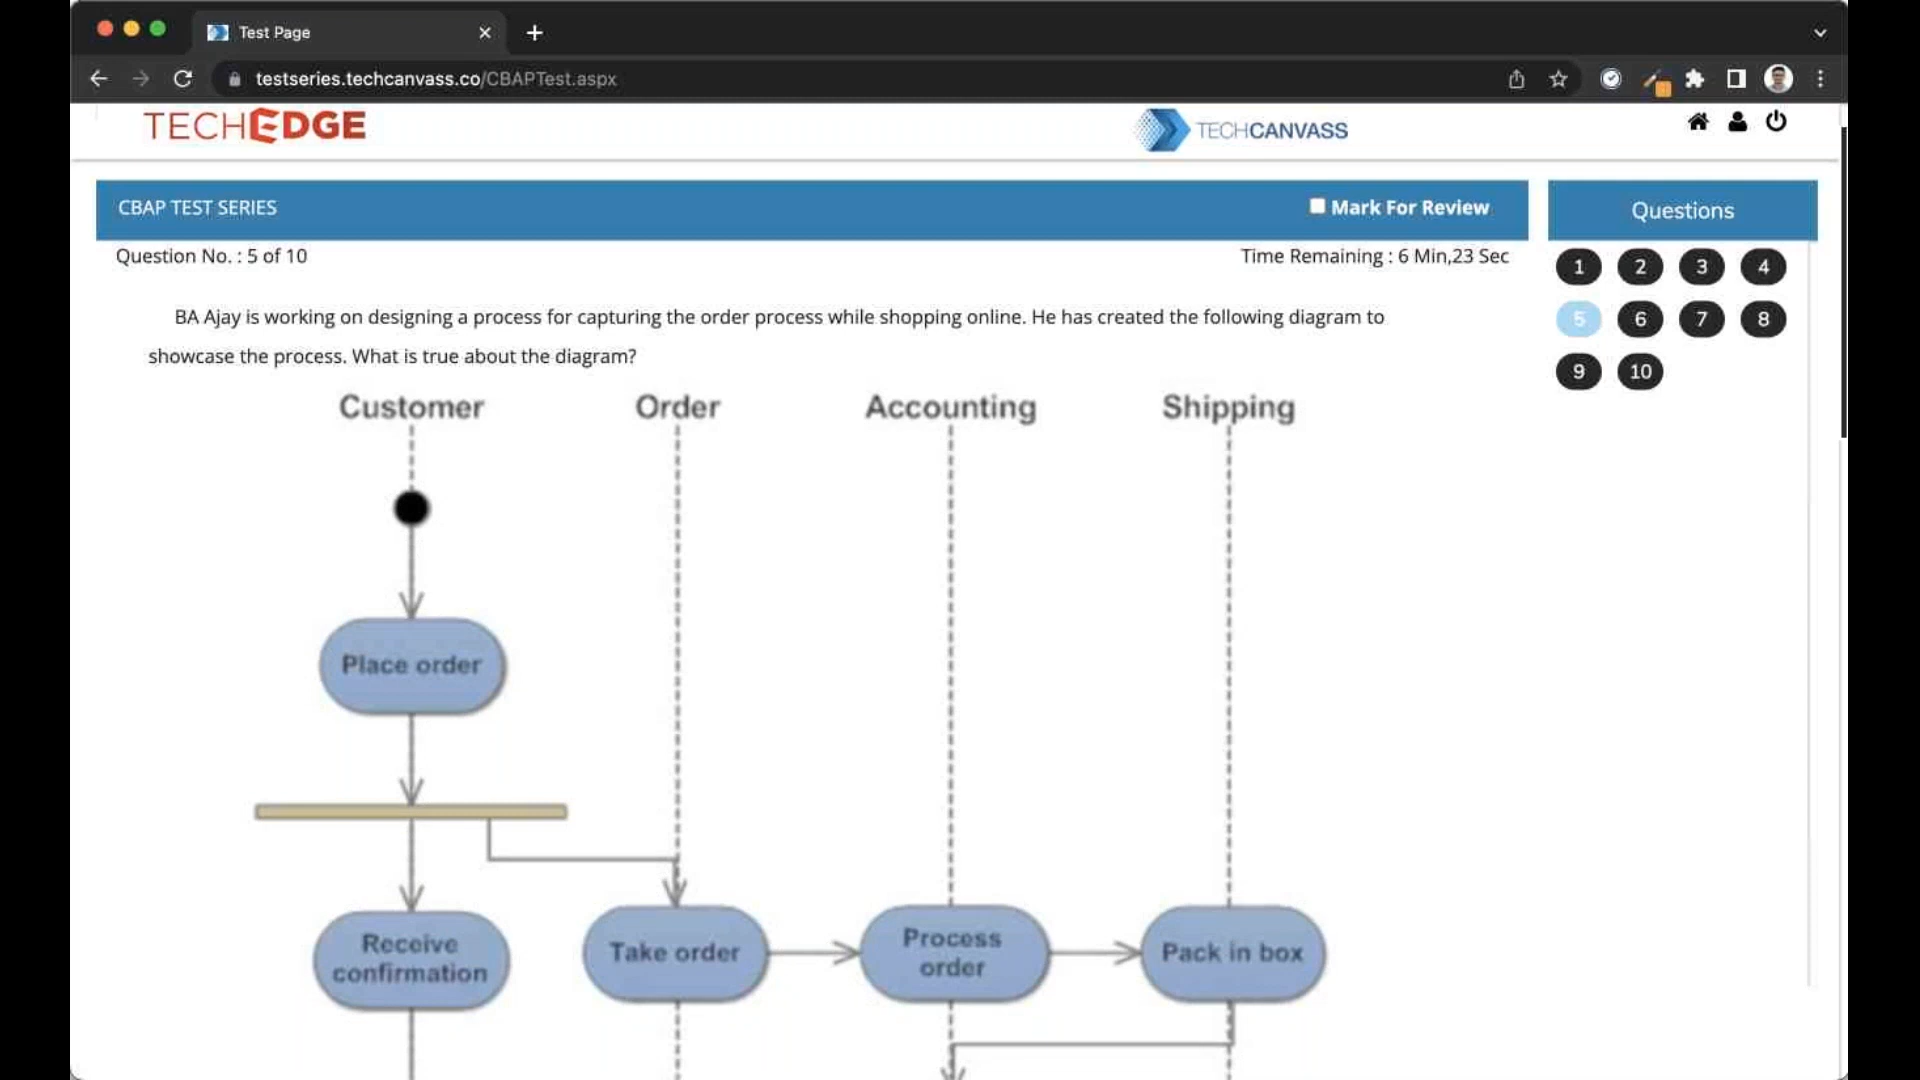 Test Page
testseries.techcanvass.co/CBAPTest.aspx
TECHEDGE
TECHCANVASS
CBAP TEST SERIES
Mark For Review
Questions
Question No. : 5 of 10
Time Remaining : 6 Min,23 Sec
1 2 3 4
5 6 7 8
9 10
BA Ajay is working on designing a process for capturing the order process while shopping online. He has created the following diagram to
showcase the process. What is true about the diagram?
Customer Order Accounting Shipping
Place order
Receive
confirmation
Take order
Process
order
Pack in box